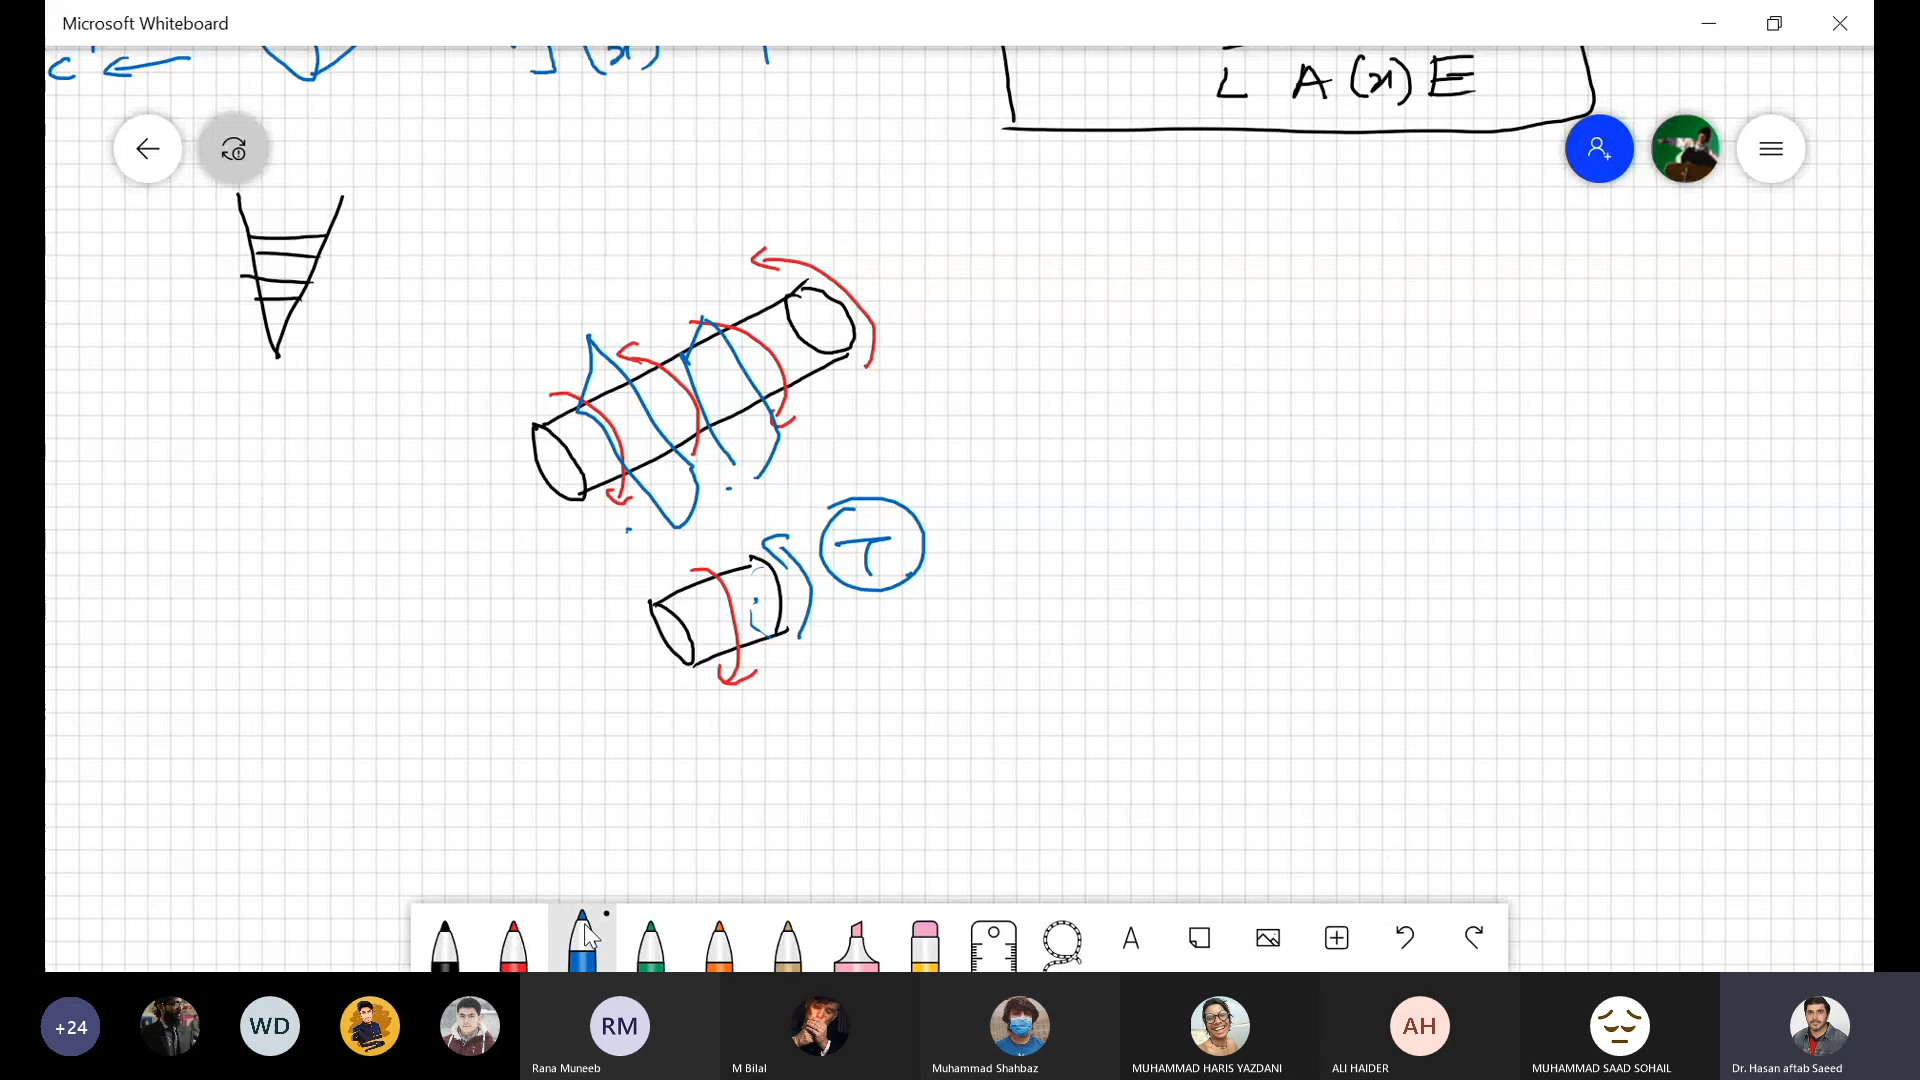 Microsoft Whiteboard
A(x)E
T
A
+24
WD
RM
AH
Rana Muneeb
M Bilal
Muhammad Shahbaz
MUHAMMAD HARIS YAZDANI
ALI HAIDER
MUHAMMAD SAAD SOHAIL
Dr. Hasan aftab Saeed